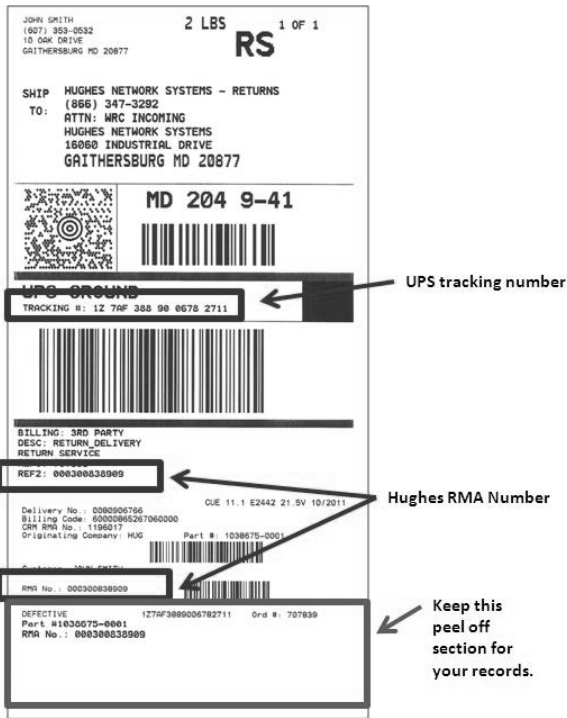 JOHN SMITH
(607) 353-0532
10 OAK DRIVE
GAITHERSBURG MD 20877
2 LBS
1 OF 1
RS
SHIP TO:
HUGHES NETWORK SYSTEMS - RETURNS
(866) 347-3292
ATTN: WRC INCOMING
HUGHES NETWORK SYSTEMS
16060 INDUSTRIAL DRIVE
GAITHERSBURG MD 20877
MD 204 9-41
UPS GROUND
TRACKING #: 1Z 7AF 388 90 0678 2711
UPS tracking number
BILLING: 3RD PARTY
DESC: RETURN_DELIVERY
RETURN SERVICE
REF2: 000300838909
CUE 11.1 E2442 21.5V 10/2011
Hughes RMA Number
Delivery No.: 0080906766
Billing Code: 60000865267060000
CRM RMA No.: 1196017
Originating Company: HUG Part #: 1038675-0001
JOHN SMITH
RMA No.: 000300838909
DEFECTIVE 1Z7AF3889006782711 Ord #: 707839
Part #1038675-0001
RMA No.: 000300838909
Keep this
peel off
section for
your records.